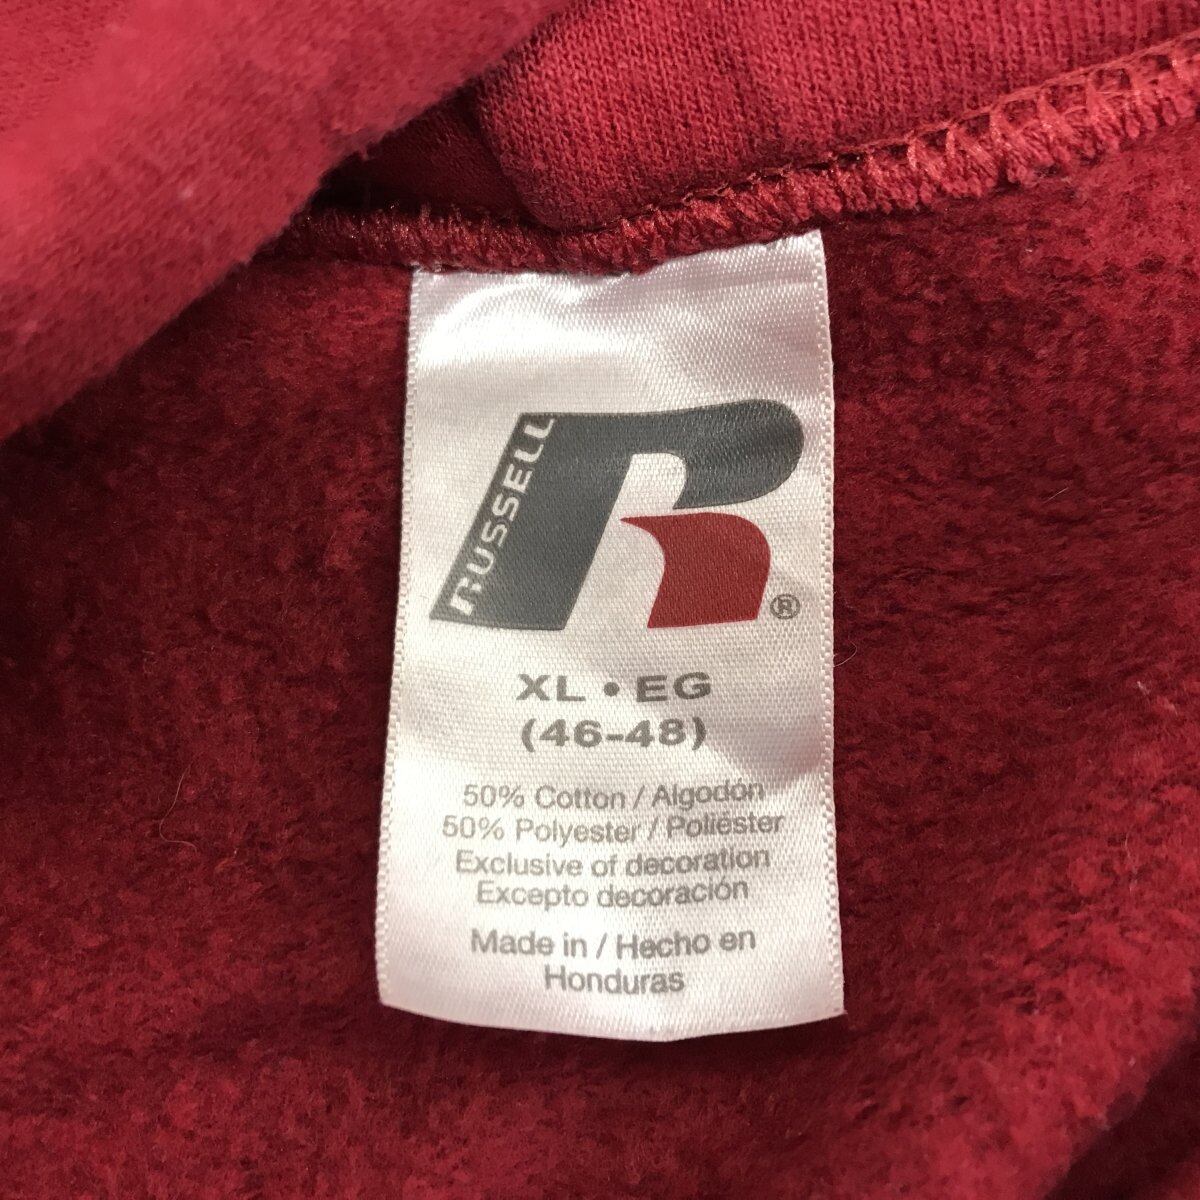 RUSSELL
®
XL • EG
(46-48)
50% Cotton / Algodón
50% Polyester / Poliéster
Exclusive of decoration
Excepto decoración
Made in / Hecho en
Honduras